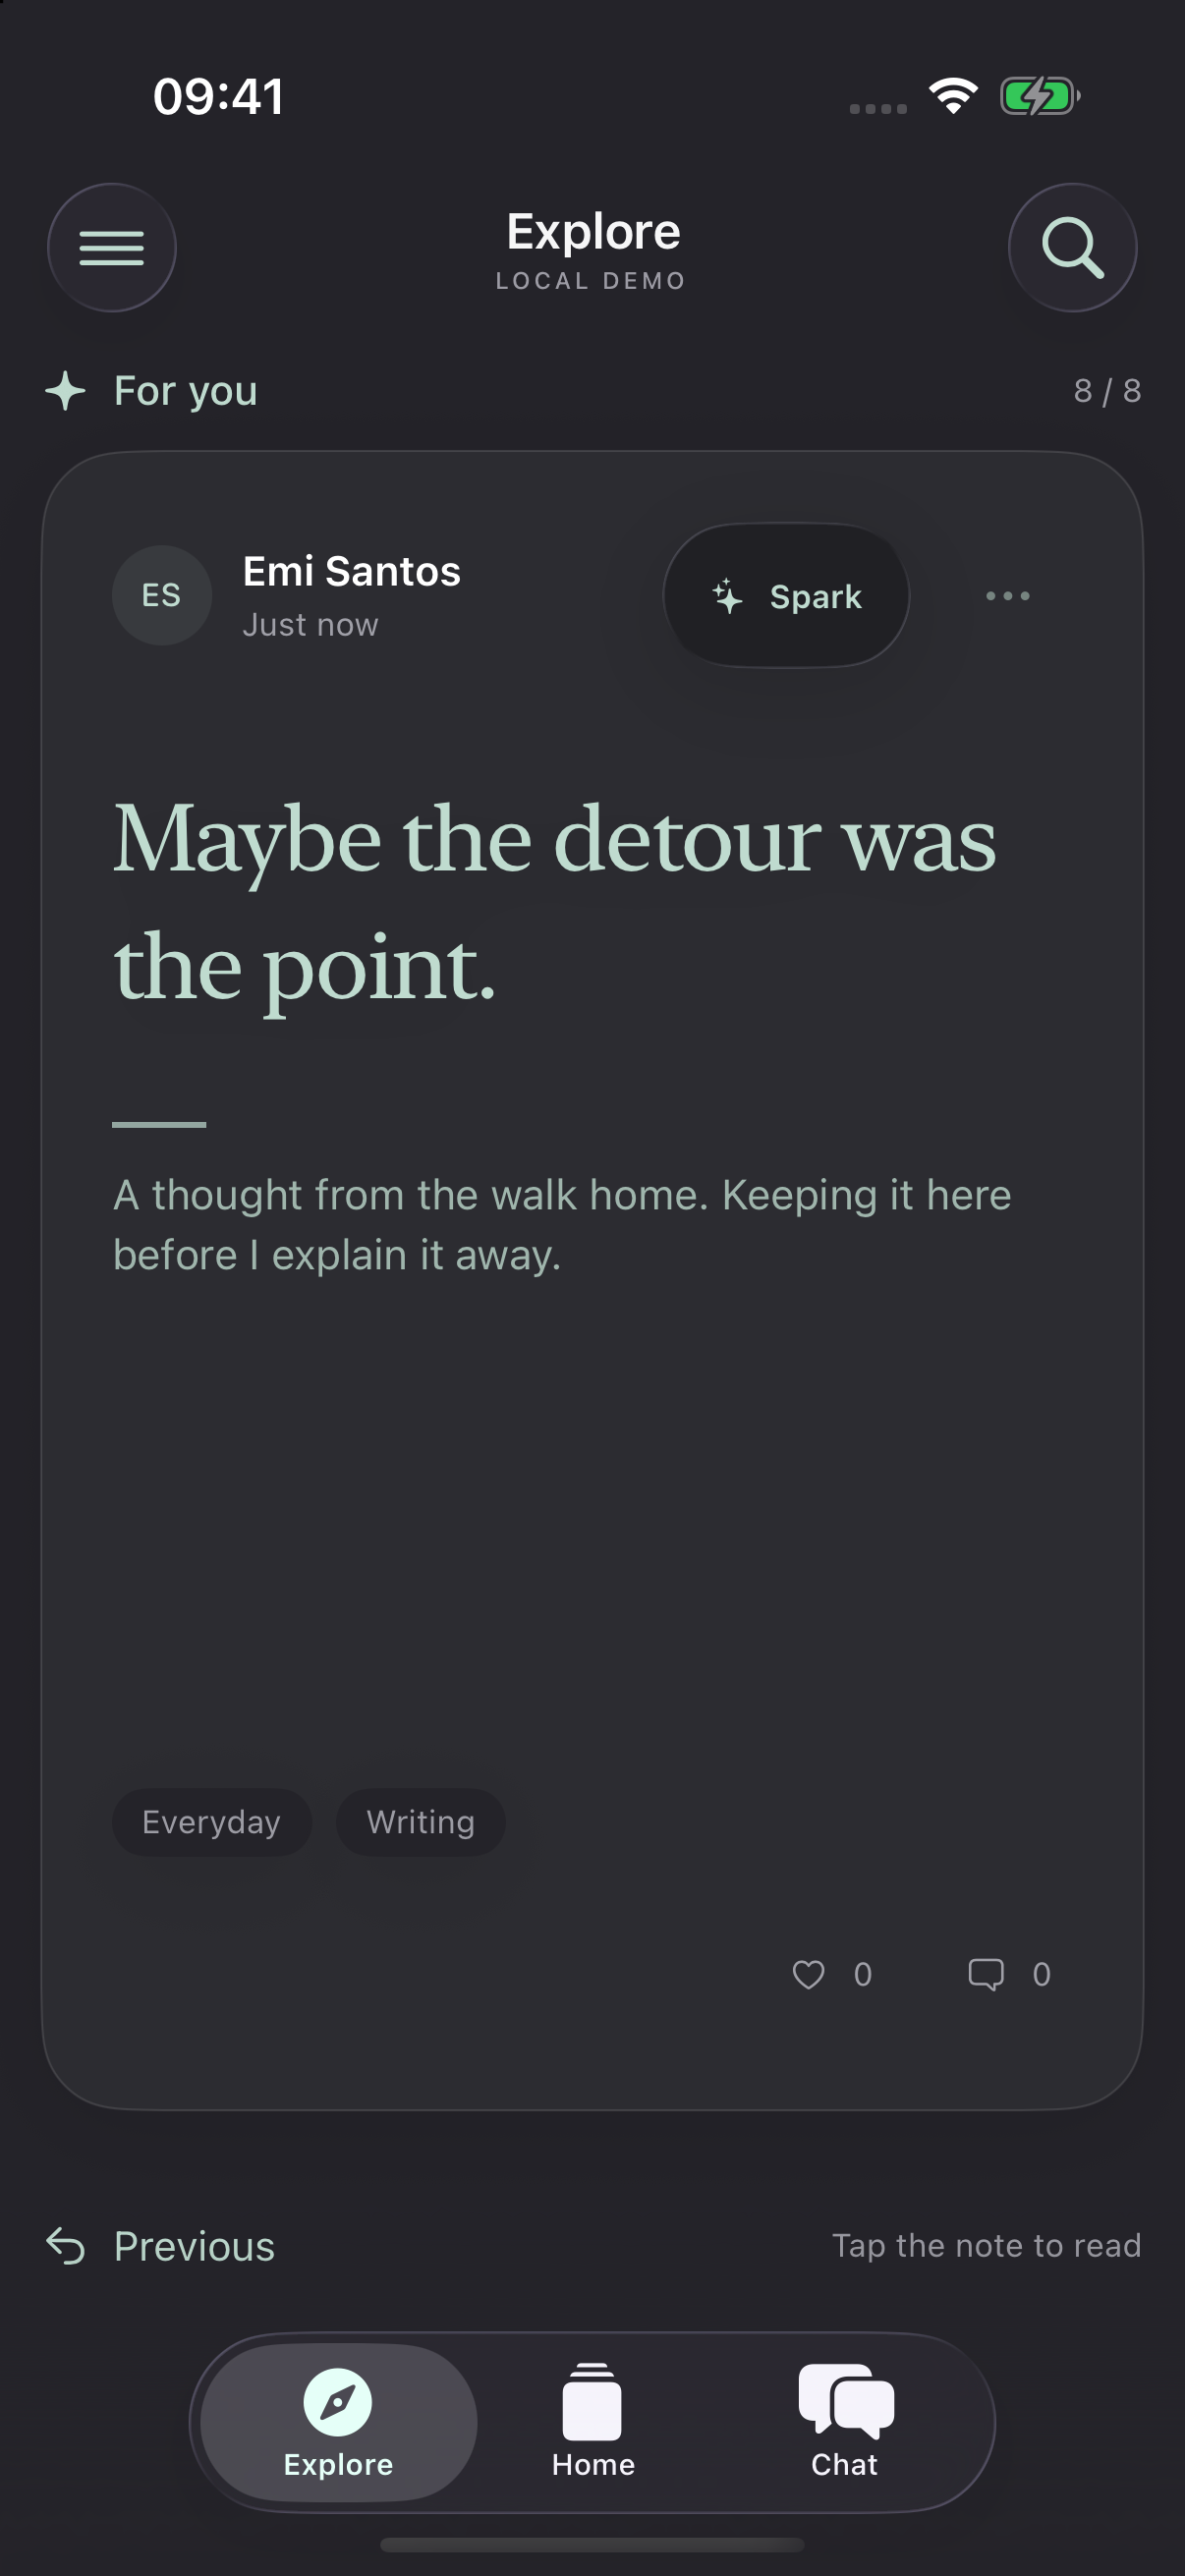 09:41
Explore
LOCAL DEMO
For you
8 / 8
ES
Emi Santos
Just now
Spark
Maybe the detour was
the point.
A thought from the walk home. Keeping it here
before I explain it away.
Everyday
Writing
0
0
Previous
Tap the note to read
Explore
Home
Chat